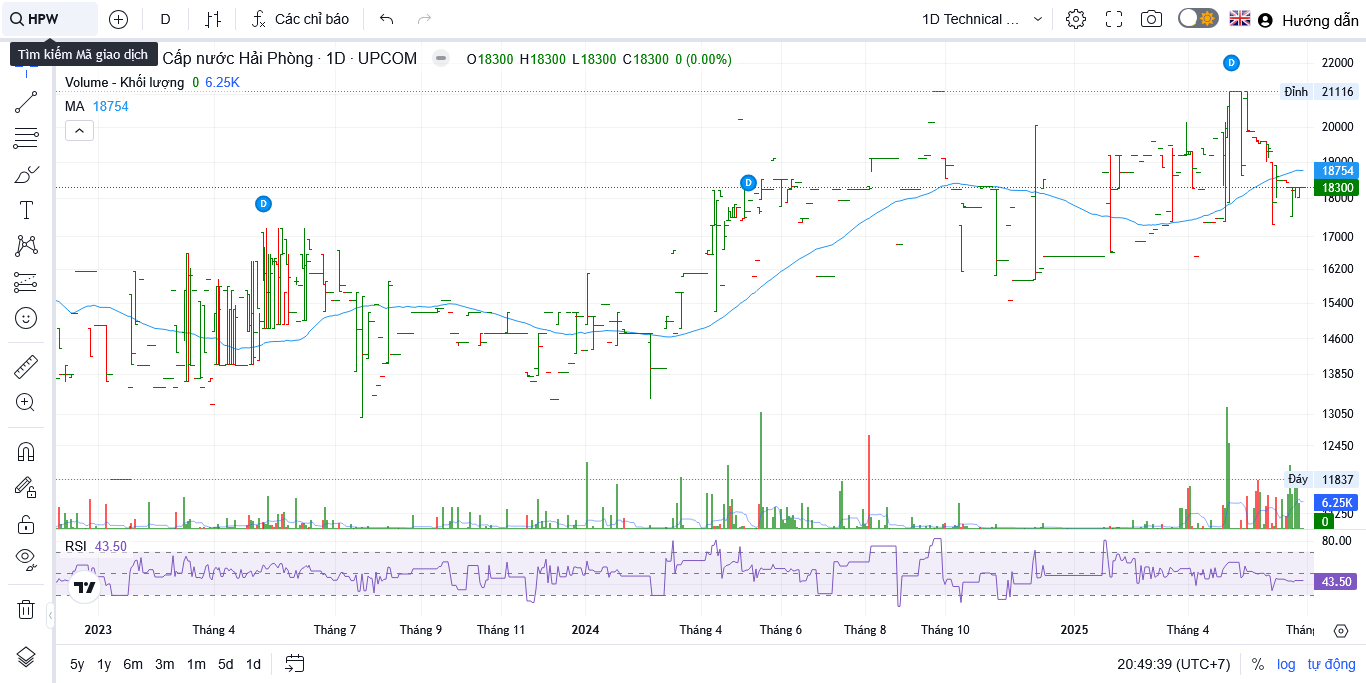 HPW
D
Các chỉ báo
1D Technical ...
Hướng dẫn
Tìm kiếm Mã giao dịch
Cấp nước Hải Phòng · 1D · UPCOM
O18300 H18300 L18300 C18300 0 (0.00%)
Volume - Khối lượng 0 6.25K
MA 18754
D
D
D
22000
Đỉnh 21116
20000
19000
18754
18300
18000
17000
16200
15400
14600
13850
13050
12450
Đáy 11837
6.25K
0
RSI 43.50
80.00
43.50
2023
Tháng 4
Tháng 7
Tháng 9
Tháng 11
2024
Tháng 4
Tháng 6
Tháng 8
Tháng 10
2025
Tháng 4
5y 1y 6m 3m 1m 5d 1d
20:49:39 (UTC+7)
% log tự động